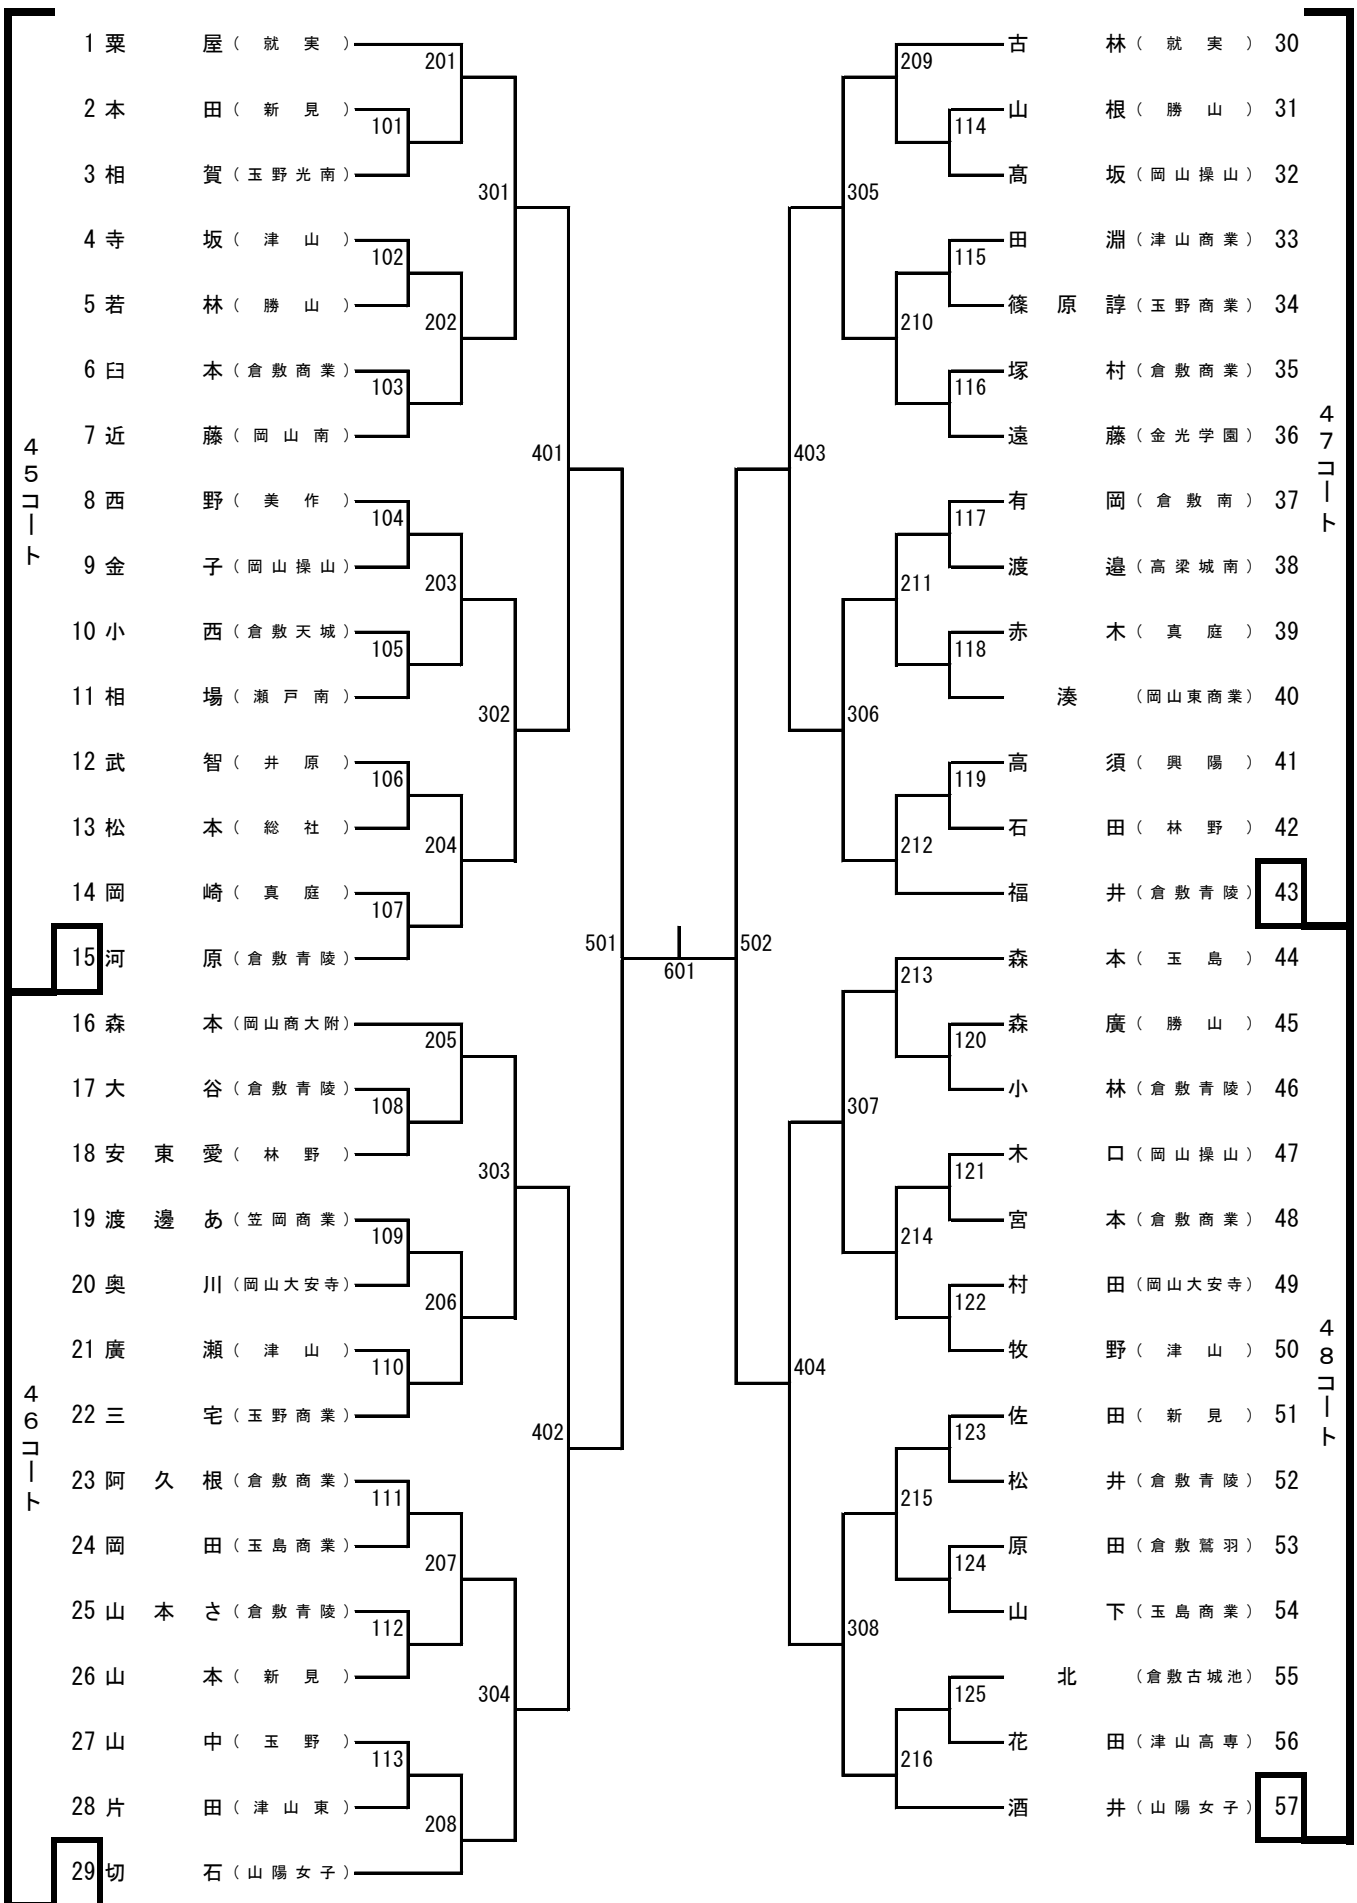 1 粟屋(就実)
201
2 本田(新見)
101
3 相賀(玉野光南)
301
4 寺坂(津山)
102
5 若林(勝山)
202
6 臼本(倉敷商業)
103
7 近藤(岡山南)
401
45コート
8 西野(美作)
104
9 金子(岡山操山)
203
10 小西(倉敷天城)
105
11 相場(瀬戸南)
302
12 武智(井原)
106
13 松本(総社)
204
14 岡崎(真庭)
107
15 河原(倉敷青陵)
501
601
16 森本(岡山商大附)
205
17 大谷(倉敷青陵)
108
18 安東愛(林野)
303
19 渡邊あ(笠岡商業)
109
20 奥川(岡山大安寺)
206
21 廣瀬(津山)
110
22 三宅(玉野商業)
402
46コート
23 阿久根(倉敷商業)
111
24 岡田(玉島商業)
207
25 山本さ(倉敷青陵)
112
26 山本(新見)
304
27 山中(玉野)
113
28 片田(津山東)
208
29 切石(山陽女子)
古林(就実) 30
209
山根(勝山) 31
114
髙坂(岡山操山) 32
305
田淵(津山商業) 33
115
篠原諄(玉野商業) 34
210
塚村(倉敷商業) 35
116
遠藤(金光学園) 36
403
47コート
有岡(倉敷南) 37
117
渡邉(高梁城南) 38
211
赤木(真庭) 39
118
湊(岡山東商業) 40
306
高須(興陽) 41
119
石田(林野) 42
212
福井(倉敷青陵) 43
502
森本(玉島) 44
213
森廣(勝山) 45
120
小林(倉敷青陵) 46
307
木口(岡山操山) 47
121
宮本(倉敷商業) 48
214
村田(岡山大安寺) 49
122
牧野(津山) 50
404
48コート
佐田(新見) 51
123
松井(倉敷青陵) 52
215
原田(倉敷鷲羽) 53
124
山下(玉島商業) 54
308
北(倉敷古城池) 55
125
花田(津山高専) 56
216
酒井(山陽女子) 57